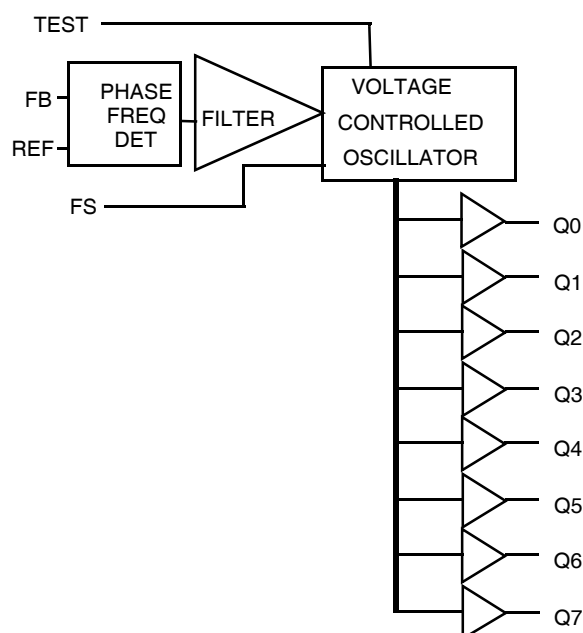 TEST
FB
REF
PHASE
FREQ
DET
FILTER
VOLTAGE
CONTROLLED
OSCILLATOR
FS
Q0
Q1
Q2
Q3
Q4
Q5
Q6
Q7